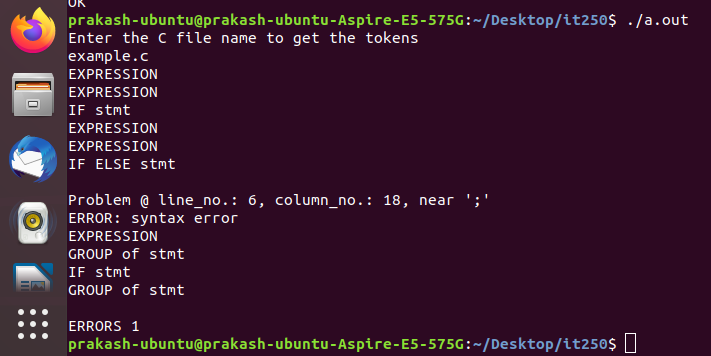 OK
prakash-ubuntu@prakash-ubuntu-Aspire-E5-575G:~/Desktop/it250$ ./a.out
Enter the C file name to get the tokens
example.c
EXPRESSION
EXPRESSION
IF stmt
EXPRESSION
EXPRESSION
IF ELSE stmt
Problem @ line_no.: 6, column_no.: 18, near ';'
ERROR: syntax error
EXPRESSION
GROUP of stmt
IF stmt
GROUP of stmt
ERRORS 1
prakash-ubuntu@prakash-ubuntu-Aspire-E5-575G:~/Desktop/it250$